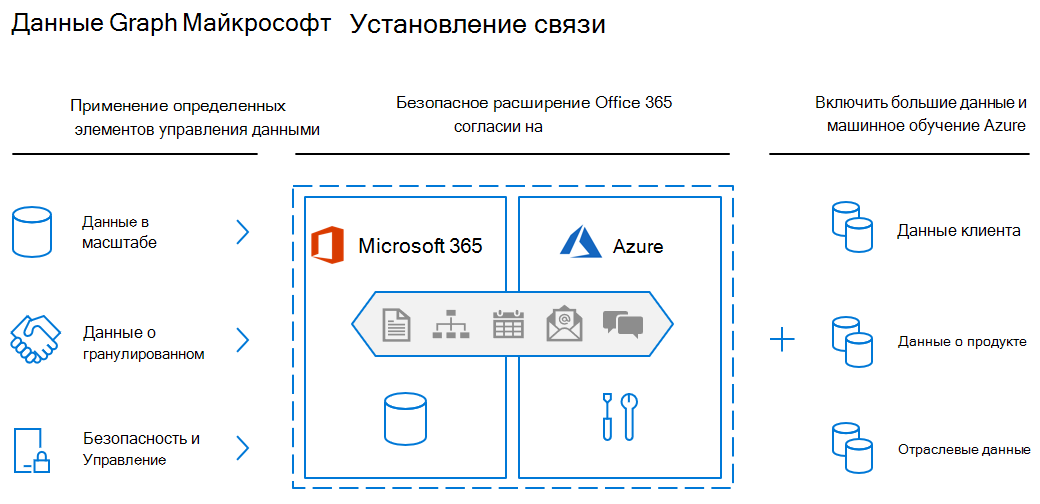 Данные Graph Майкрософт Установление связи
Применение определенных
элементов управления данными
Безопасное расширение Office 365
согласии на
Включить большие данные и
машинное обучение Azure
Данные в
масштабе
Данные о
гранулированном
Безопасность и
Управление
Microsoft 365
Azure
@
Данные клиента
Данные о продукте
Отраслевые данные